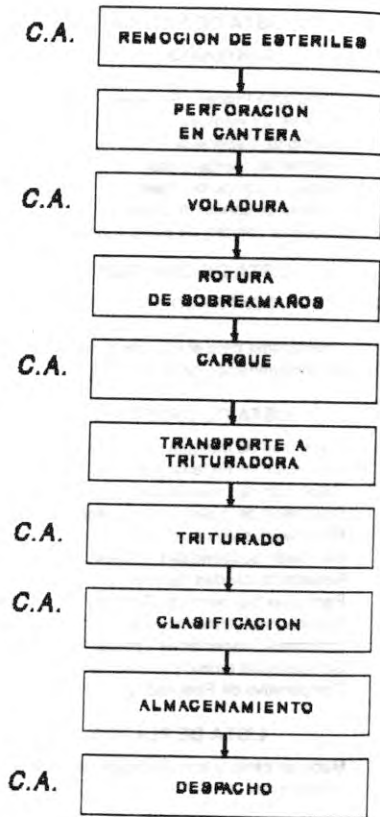 C.A. REMOCION DE ESTERILES
PERFORACION
EN CANTERA
C.A. VOLADURA
ROTURA
DE SOBREAMAÑOS
C.A. CARGUE
TRANSPORTE A
TRITURADORA
C.A. TRITURADO
C.A. CLASIFICACION
ALMACENAMIENTO
C.A. DESPACHO